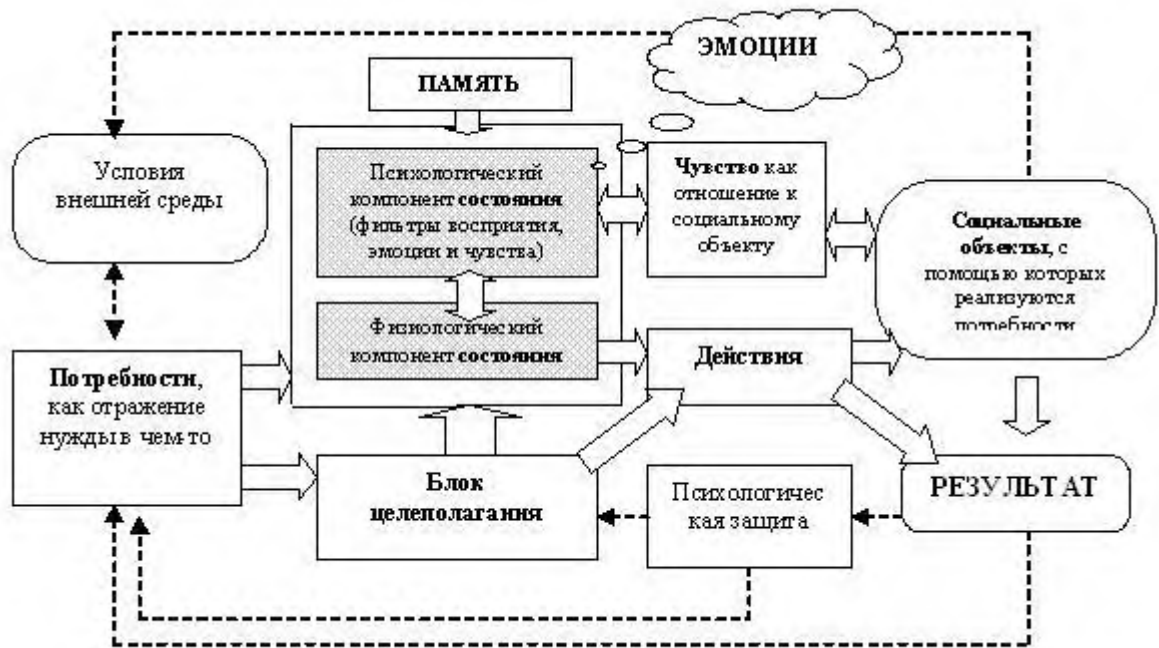 ЭМОЦИИ
ПАМЯТЬ
Условия
внешней среды
Психологический
компонент состояния
(фильтры восприятия,
эмоции и чувства)
Чувство как
отношение к
социальному
объекту
Социальные
объекты, с
помощью которых
реализуются
потребности
Физиологический
компонент состояния
Действия
Потребности,
как отражение
нужды в чем-то
Блок
целеполагания
Психологичес
кая защита
РЕЗУЛЬТАТ